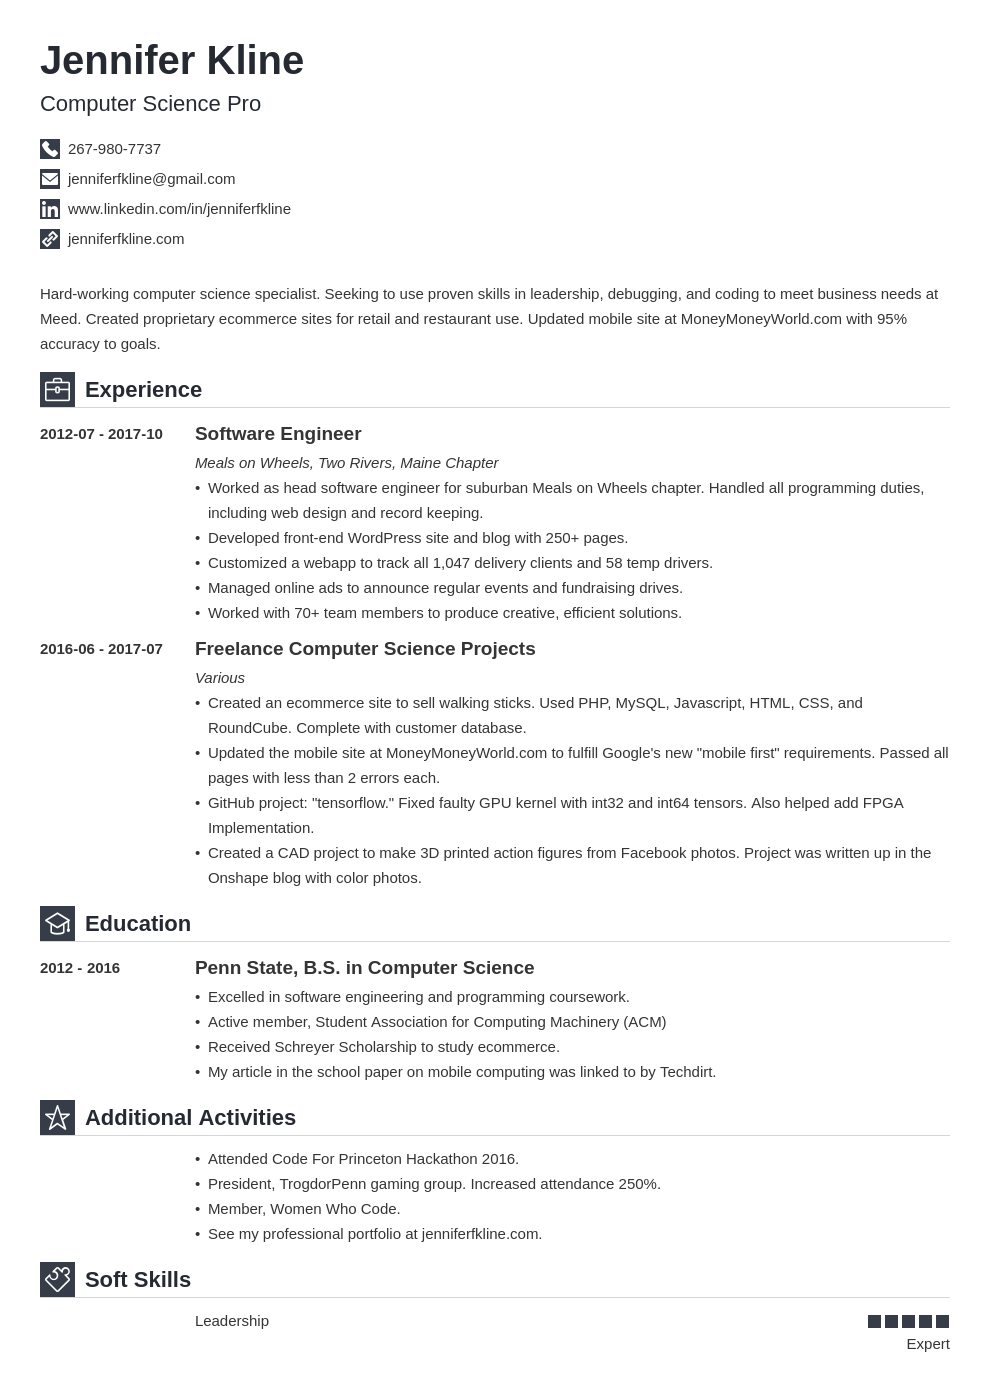 Jennifer Kline
Computer Science Pro
267-980-7737
jenniferfkline@gmail.com
www.linkedin.com/in/jenniferfkline
jenniferfkline.com
Hard-working computer science specialist. Seeking to use proven skills in leadership, debugging, and coding to meet business needs at
Meed. Created proprietary ecommerce sites for retail and restaurant use. Updated mobile site at MoneyMoneyWorld.com with 95%
accuracy to goals.
Experience
2012-07 - 2017-10 Software Engineer
Meals on Wheels, Two Rivers, Maine Chapter
• Worked as head software engineer for suburban Meals on Wheels chapter. Handled all programming duties,
including web design and record keeping.
• Developed front-end WordPress site and blog with 250+ pages.
• Customized a webapp to track all 1,047 delivery clients and 58 temp drivers.
• Managed online ads to announce regular events and fundraising drives.
• Worked with 70+ team members to produce creative, efficient solutions.
2016-06 - 2017-07 Freelance Computer Science Projects
Various
• Created an ecommerce site to sell walking sticks. Used PHP, MySQL, Javascript, HTML, CSS, and
RoundCube. Complete with customer database.
• Updated the mobile site at MoneyMoneyWorld.com to fulfill Google's new "mobile first" requirements. Passed all
pages with less than 2 errors each.
• GitHub project: "tensorflow." Fixed faulty GPU kernel with int32 and int64 tensors. Also helped add FPGA
Implementation.
• Created a CAD project to make 3D printed action figures from Facebook photos. Project was written up in the
Onshape blog with color photos.
Education
2012 - 2016 Penn State, B.S. in Computer Science
• Excelled in software engineering and programming coursework.
• Active member, Student Association for Computing Machinery (ACM)
• Received Schreyer Scholarship to study ecommerce.
• My article in the school paper on mobile computing was linked to by Techdirt.
Additional Activities
• Attended Code For Princeton Hackathon 2016.
• President, TrogdorPenn gaming group. Increased attendance 250%.
• Member, Women Who Code.
• See my professional portfolio at jenniferfkline.com.
Soft Skills
Leadership
Expert